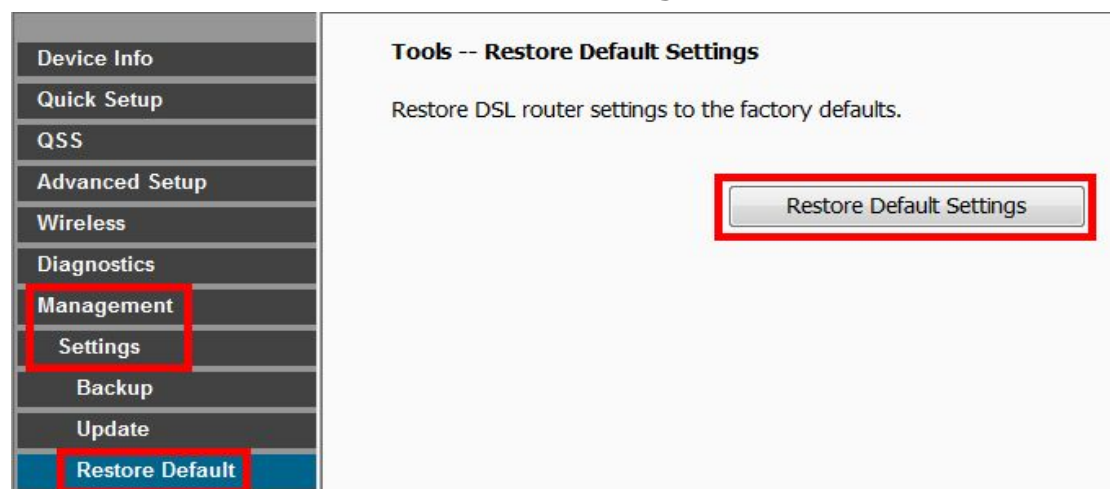 Device Info
Quick Setup
QSS
Advanced Setup
Wireless
Diagnostics
Management
Settings
Backup
Update
Restore Default
Tools -- Restore Default Settings
Restore DSL router settings to the factory defaults.
Restore Default Settings